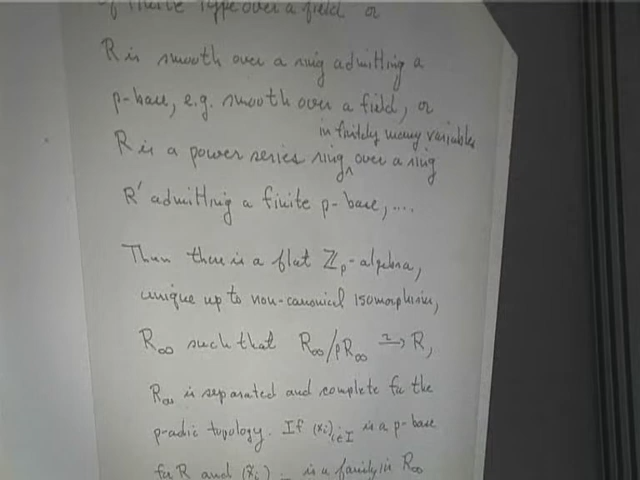 of finite type over a field or
R is smooth over a ring admitting a
p-base, e.g. smooth over a field, or
in finitely many variables
R is a power series ring, over a ring
R' admitting a finite p-base, ....
Then there is a flat ℤp-algebra,
unique up to non-canonical isomorphism,
R∞ such that R∞/pR∞ ⥲ R,
R∞ is separated and complete for the
p-adic topology. If (xi)i∈I is a p-base
for R and (x̃i) is a family in R∞